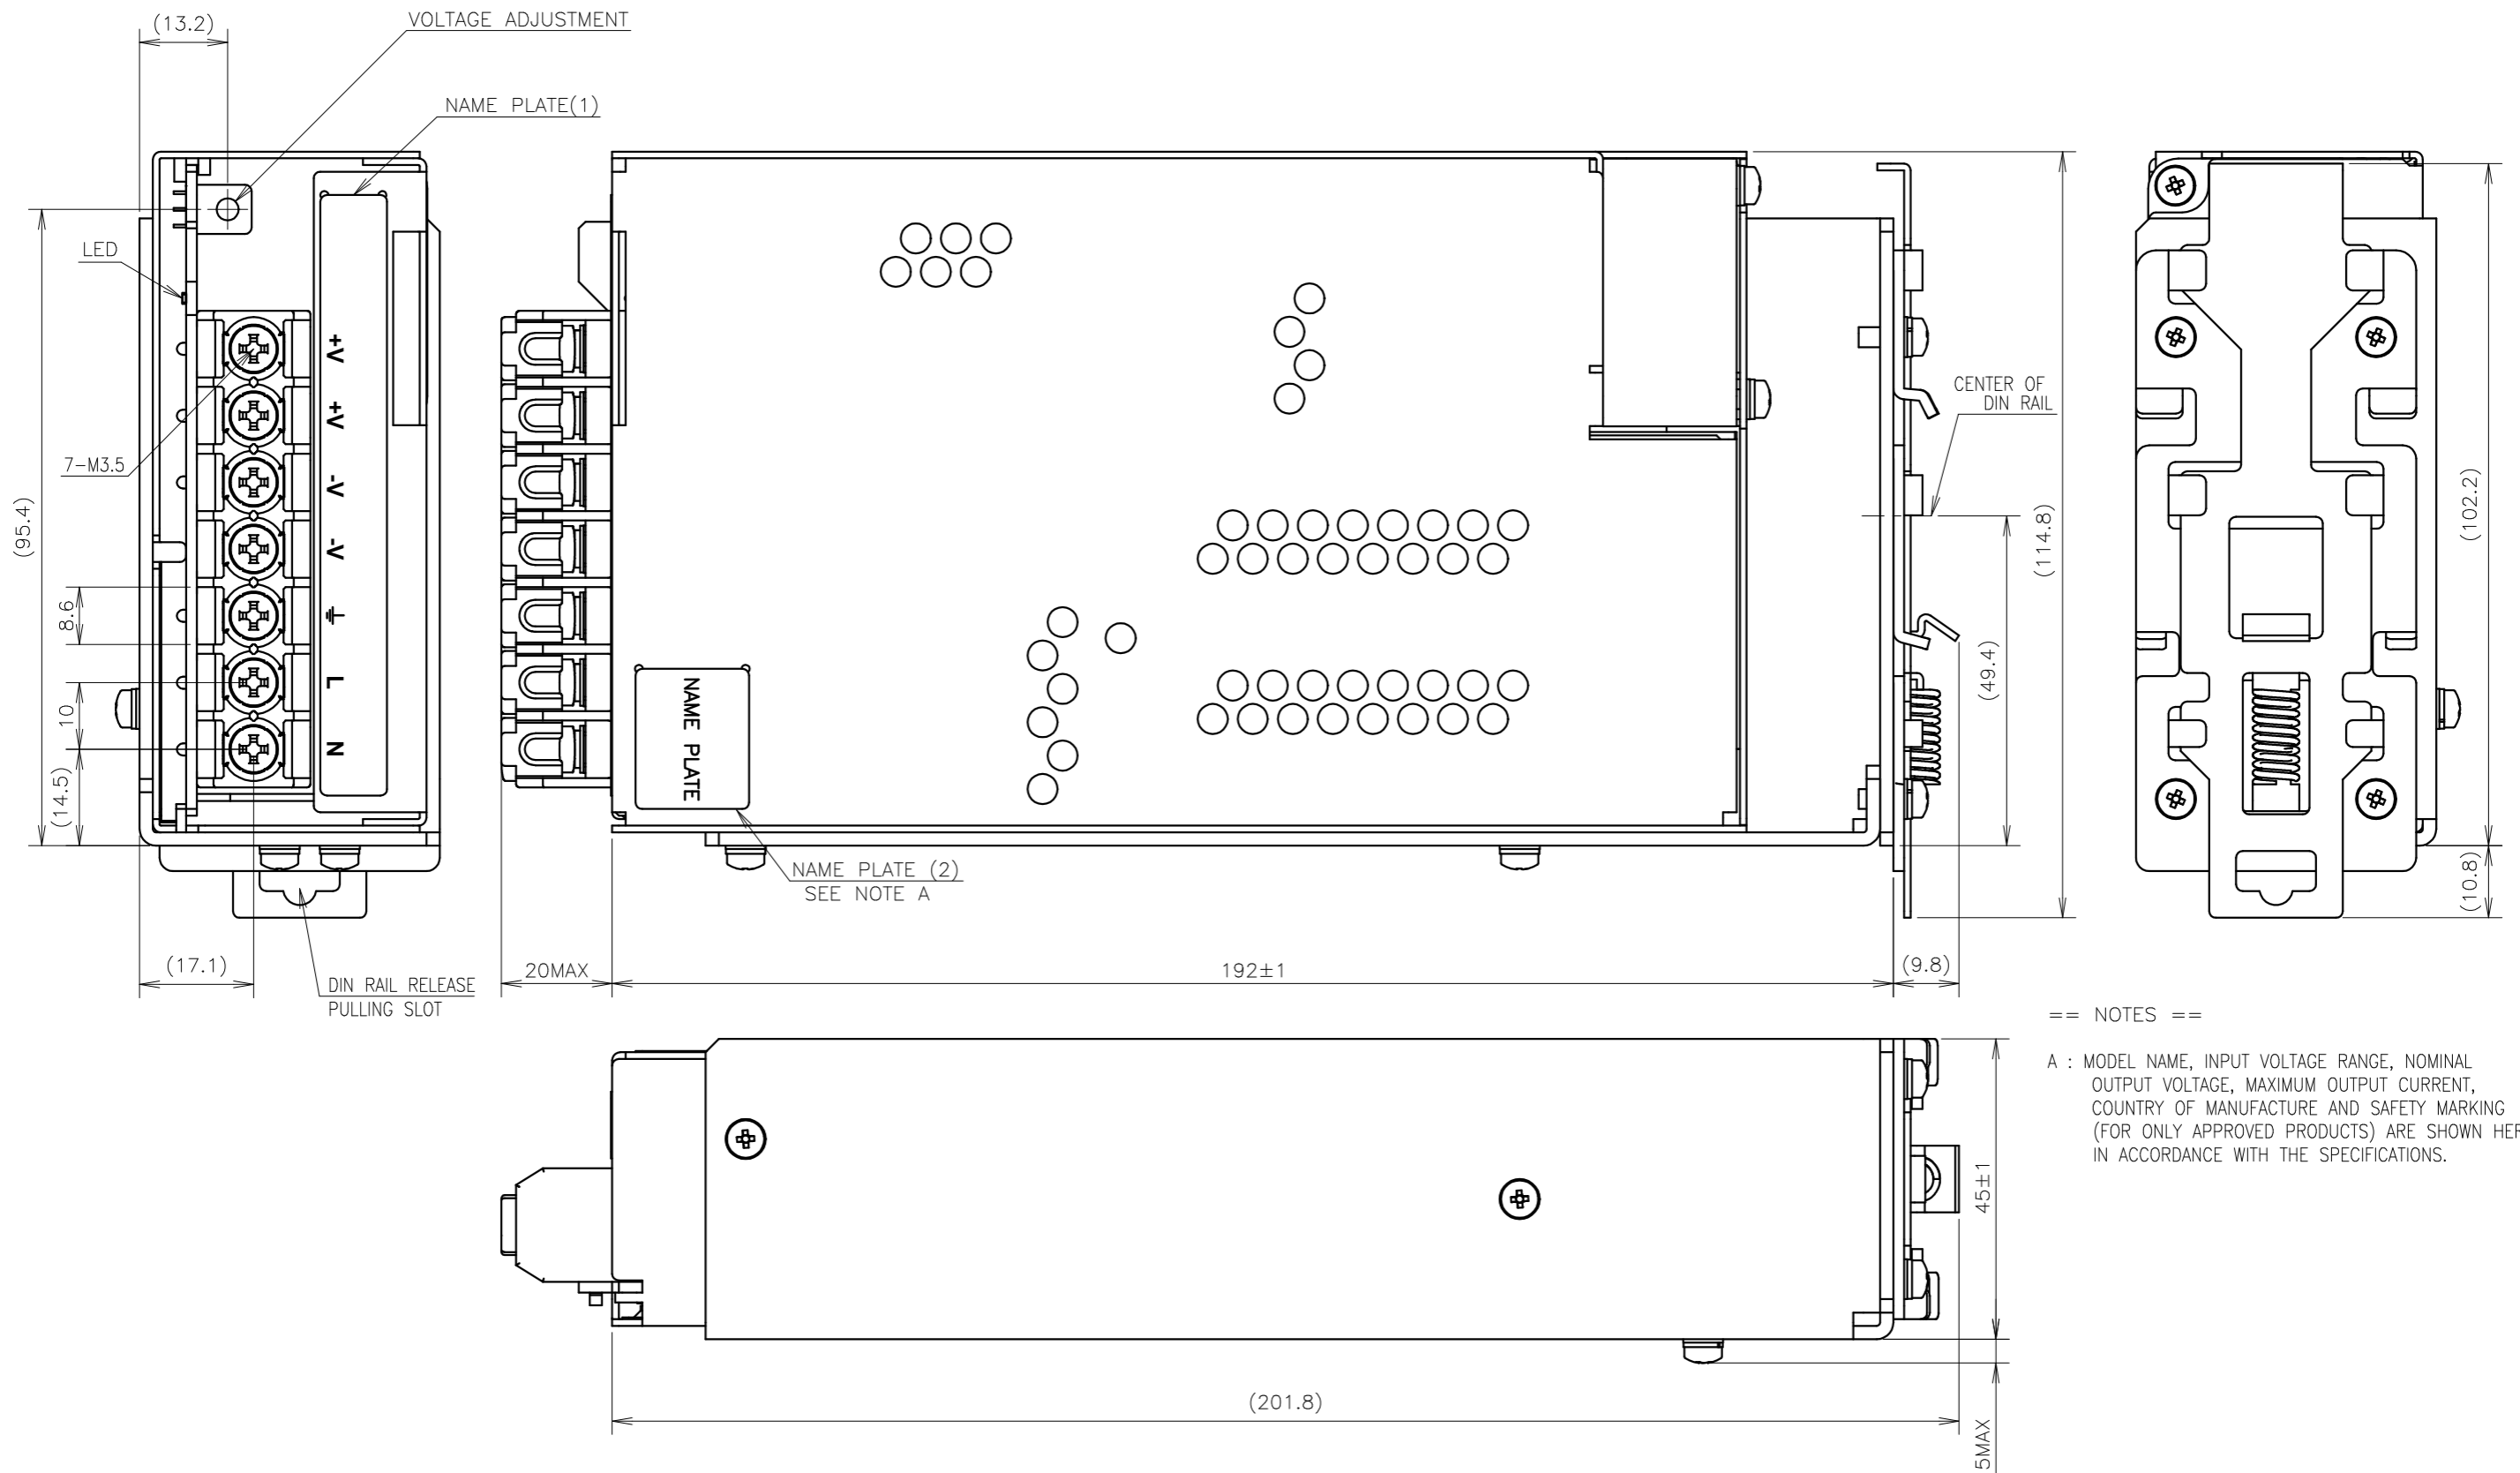 (13.2)
VOLTAGE ADJUSTMENT
NAME PLATE(1)
LED
+V
+V
7-M3.5
-V
-V
(95.4)
8.6
L
10
N
(14.5)
(17.1)
DIN RAIL RELEASE
PULLING SLOT
NAME PLATE
NAME PLATE (2)
SEE NOTE A
20MAX
192±1
(9.8)
CENTER OF
DIN RAIL
(114.8)
(49.4)
(102.2)
(10.8)
== NOTES ==
A : MODEL NAME, INPUT VOLTAGE RANGE, NOMINAL
OUTPUT VOLTAGE, MAXIMUM OUTPUT CURRENT,
COUNTRY OF MANUFACTURE AND SAFETY MARKING
(FOR ONLY APPROVED PRODUCTS) ARE SHOWN HER
IN ACCORDANCE WITH THE SPECIFICATIONS.
45±1
(201.8)
5MAX